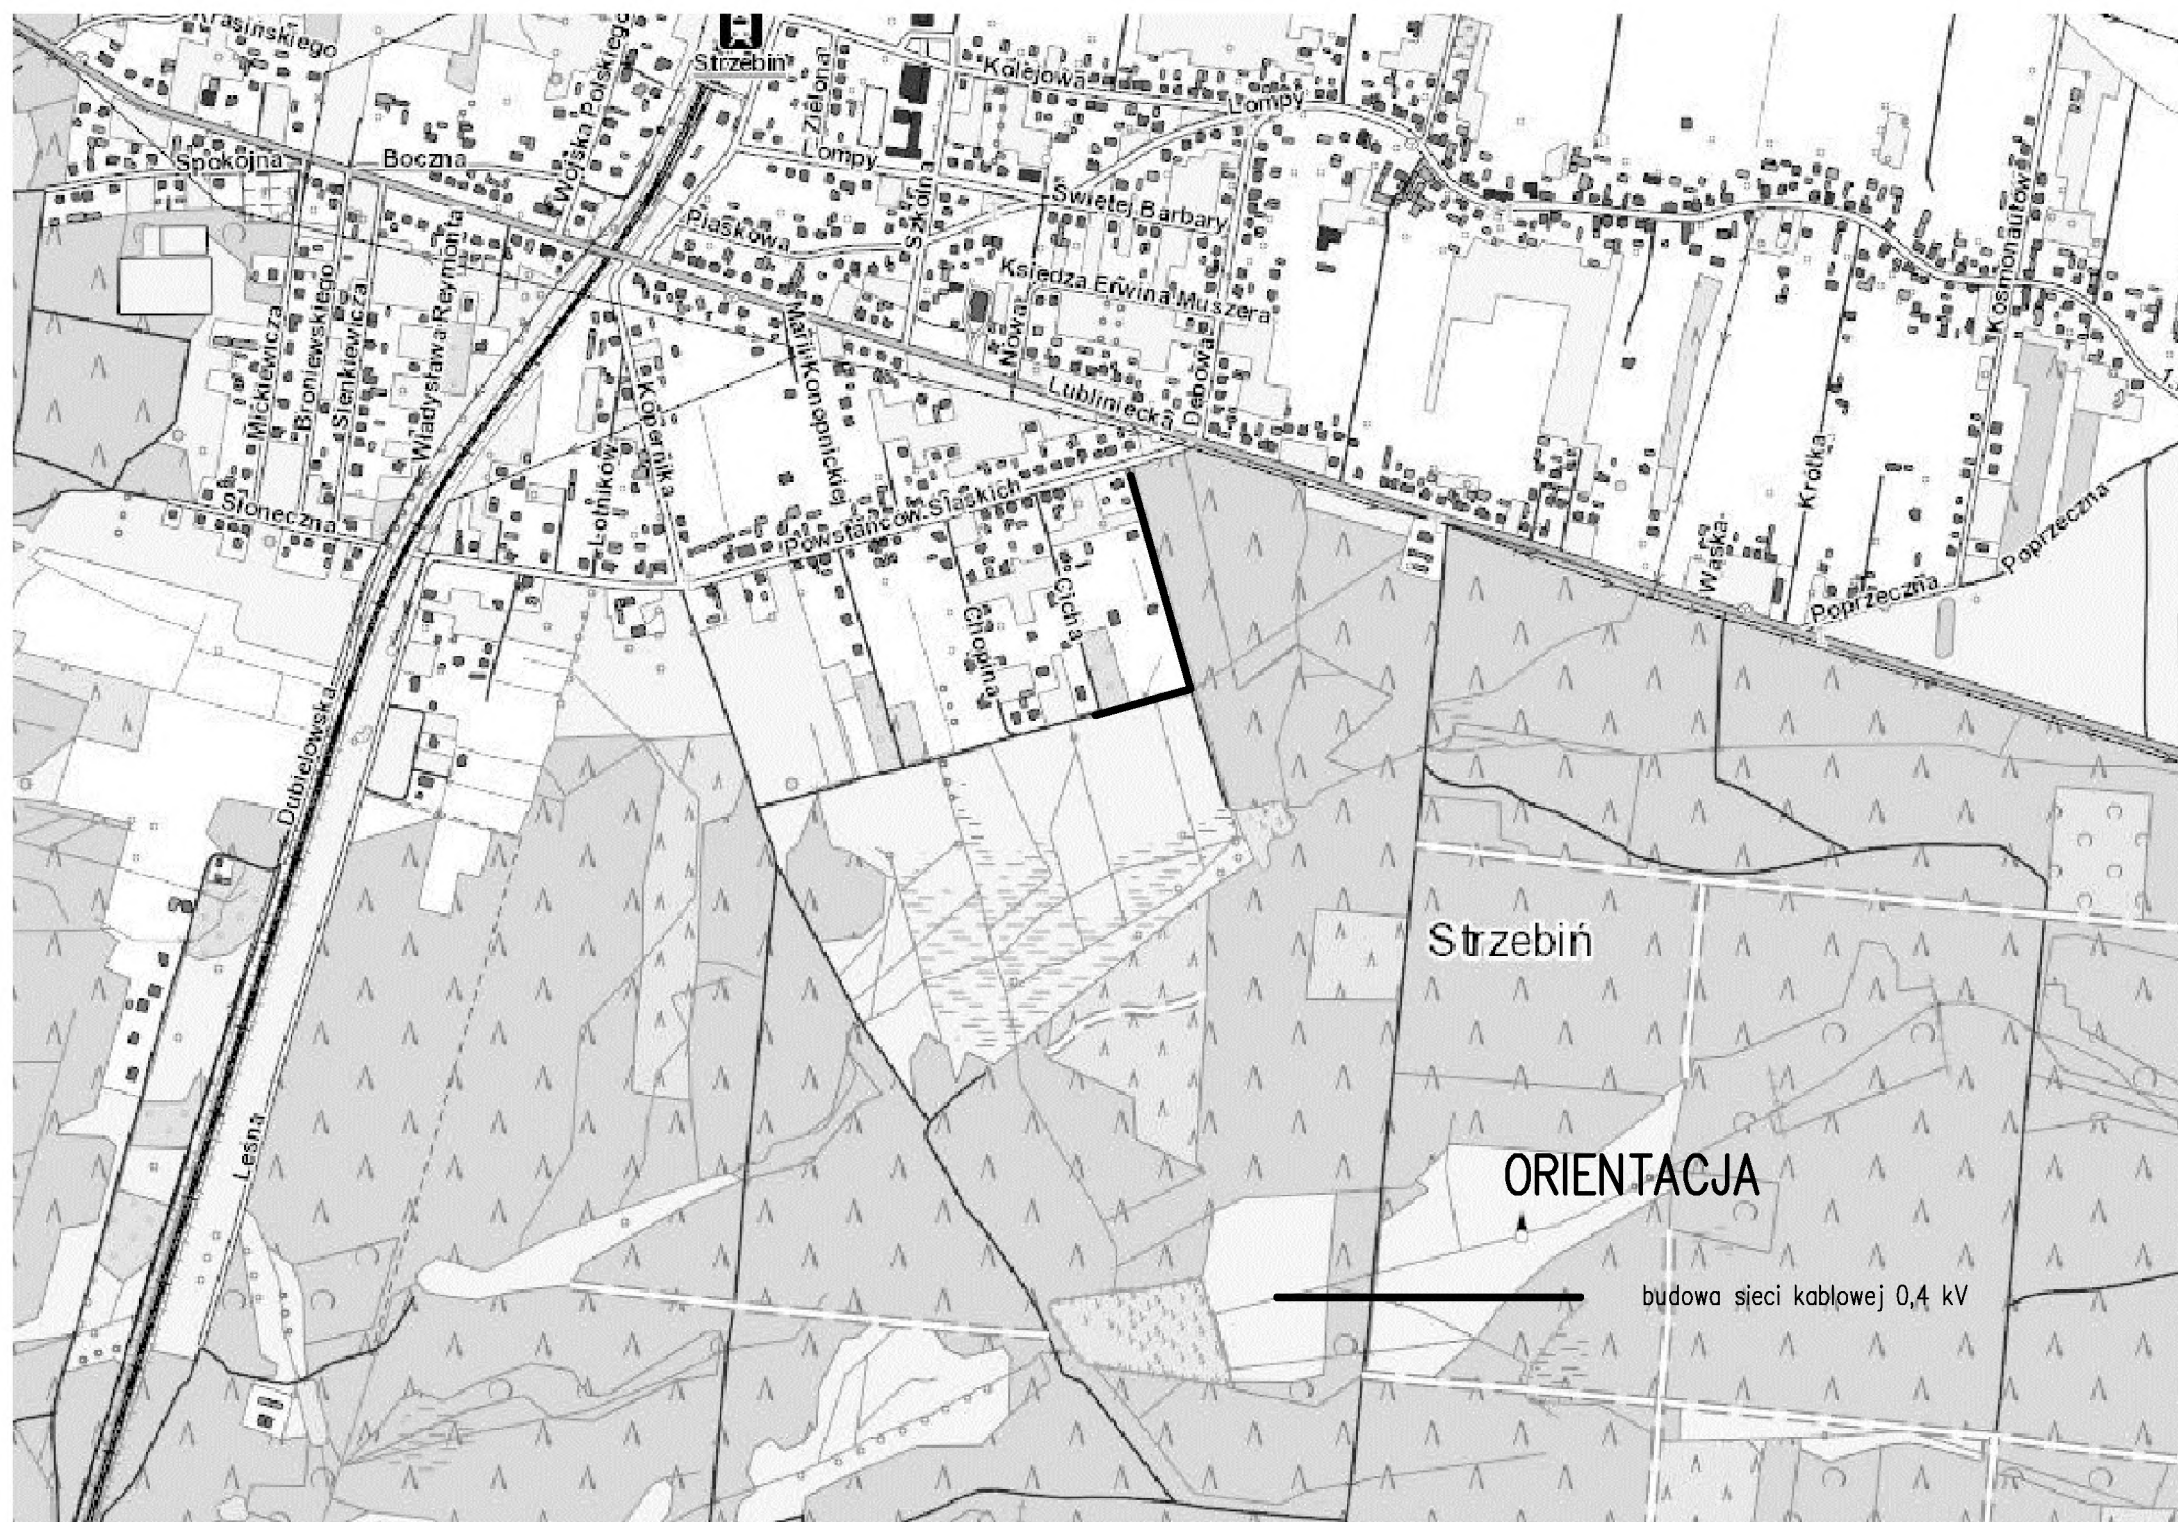 Krasińskiego
Strzebiń
Kolejowa
Zielona
Wojska Polskiego
Lompy
Lompy
Spokojna
Boczna
Szkolna
Świętej Barbary
Piaskowa
Księdza Erwina Muszera
Kosmonautów
Mickiewicza
Broniewskiego
Sienkiewicza
Władysława Reymonta
Marii Konopnickiej
Nowa
Dębowa
Lubliniecka
Kopernika
Lotników
Słoneczna
Powstańców Śląskich
Krótka
Wąska
Poprzeczna
Poprzeczna
Cicha
Chopina
Dubielowska
Strzebiń
Leśna
ORIENTACJA
budowa sieci kablowej 0,4 kV